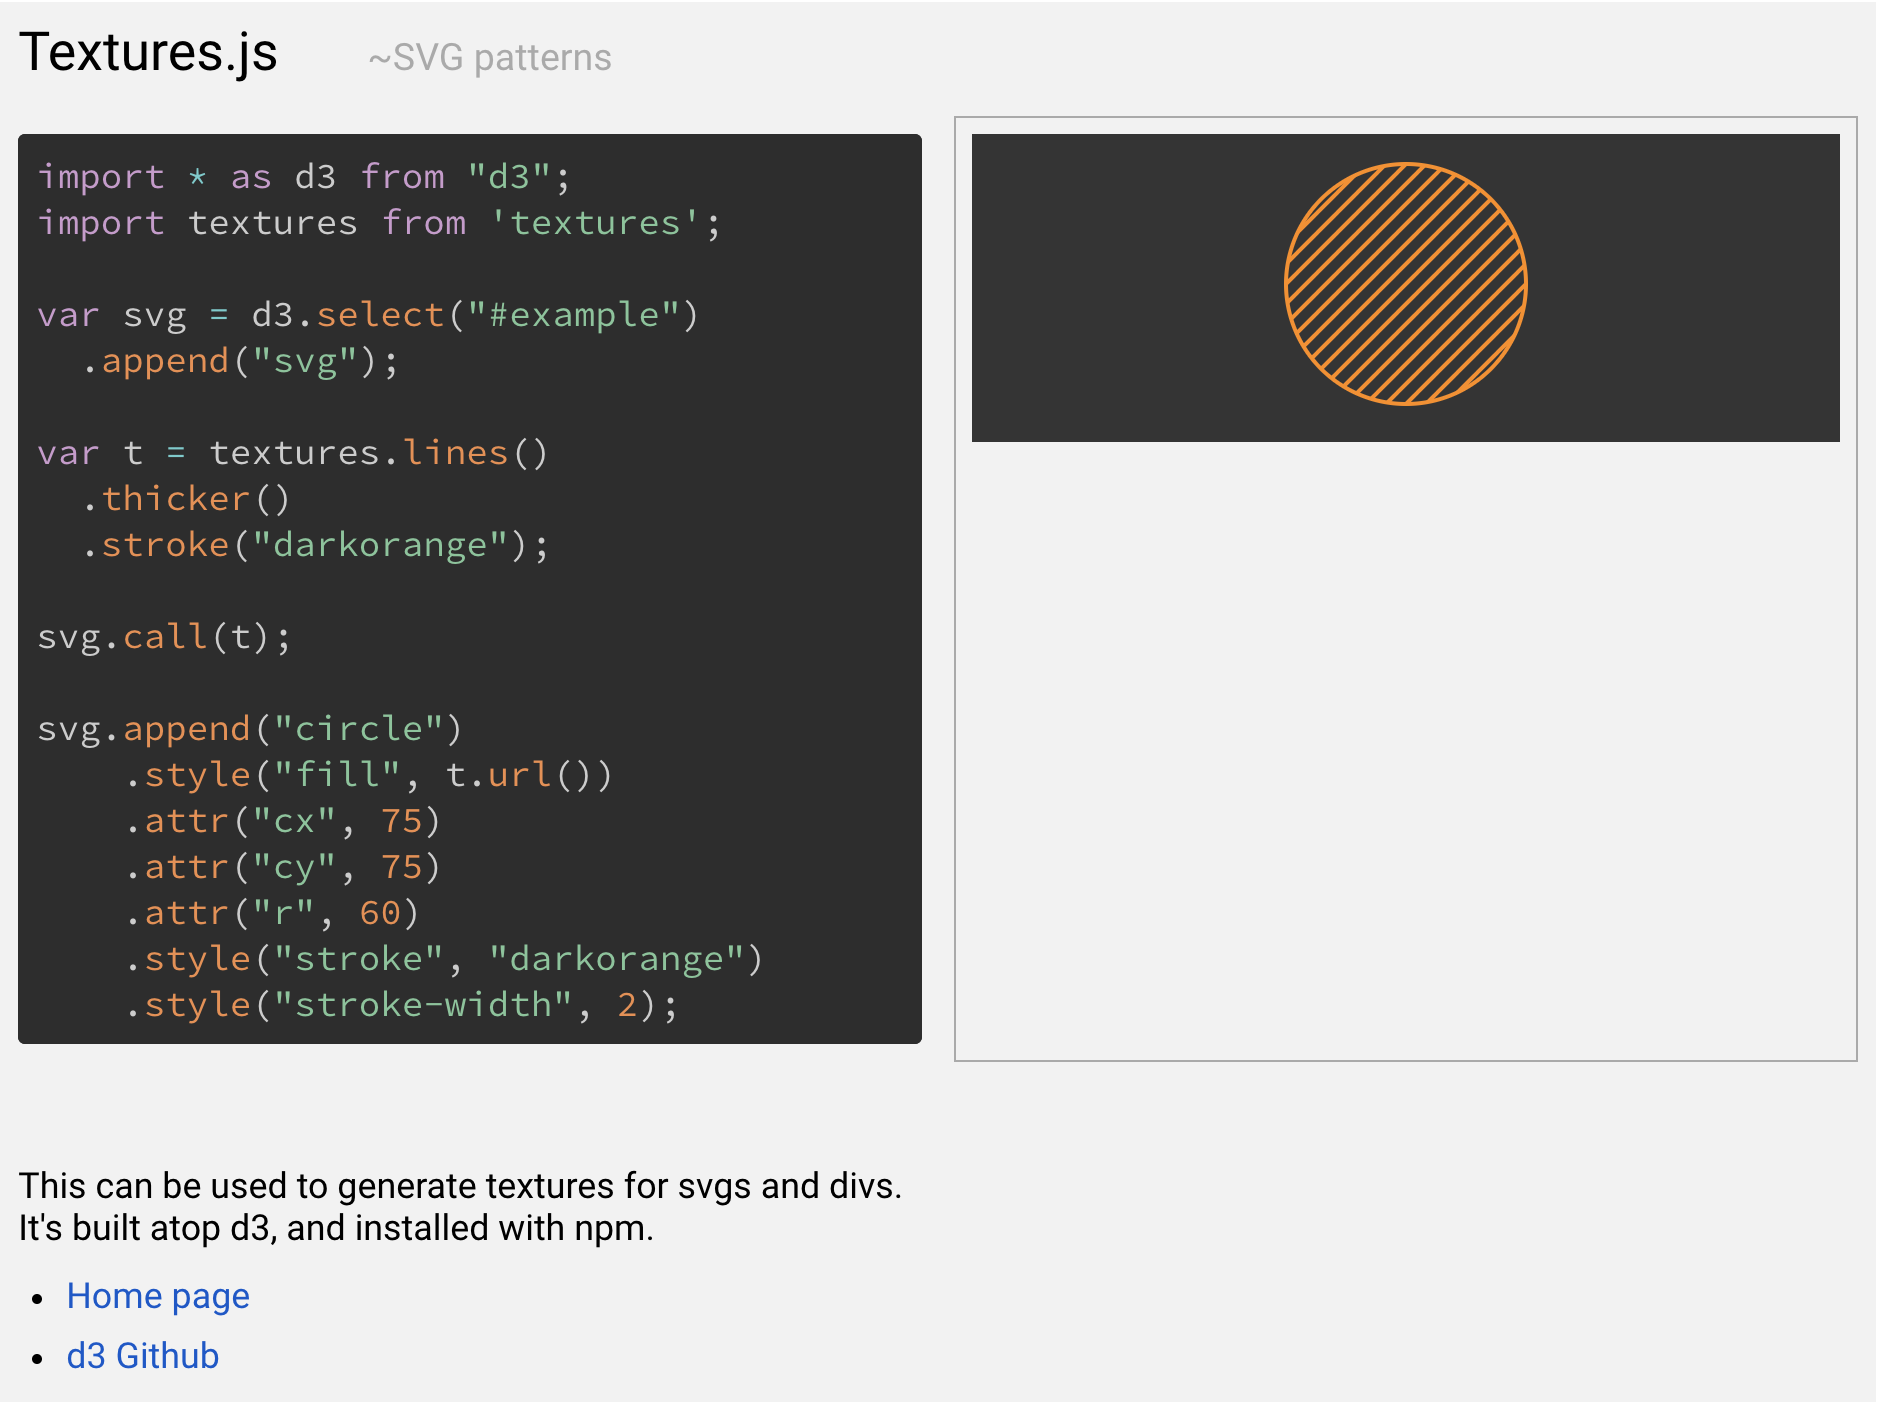 Textures.js ~SVG patterns
import * as d3 from "d3";
import textures from 'textures';
var svg = d3.select("#example")
  .append("svg");
var t = textures.lines()
  .thicker()
  .stroke("darkorange");
svg.call(t);
svg.append("circle")
    .style("fill", t.url())
    .attr("cx", 75)
    .attr("cy", 75)
    .attr("r", 60)
    .style("stroke", "darkorange")
    .style("stroke-width", 2);
This can be used to generate textures for svgs and divs.
It's built atop d3, and installed with npm.
• Home page
• d3 Github